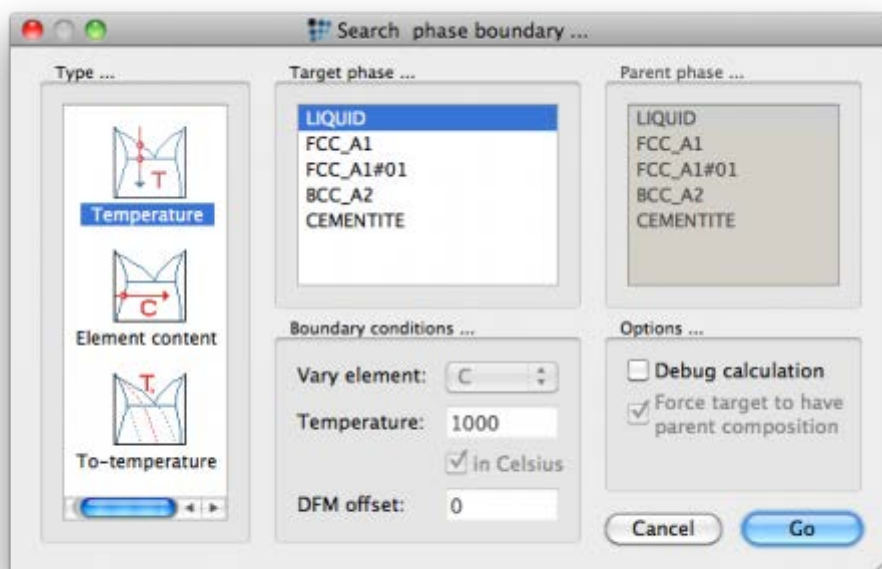 Search phase boundary ...
Type ...
T
Temperature
C
Element content
T₀
To-temperature
Target phase ...
LIQUID
FCC_A1
FCC_A1#01
BCC_A2
CEMENTITE
Parent phase ...
LIQUID
FCC_A1
FCC_A1#01
BCC_A2
CEMENTITE
Boundary conditions ...
Vary element: C
Temperature: 1000
in Celsius
DFM offset: 0
Options ...
Debug calculation
Force target to have
parent composition
Cancel
Go